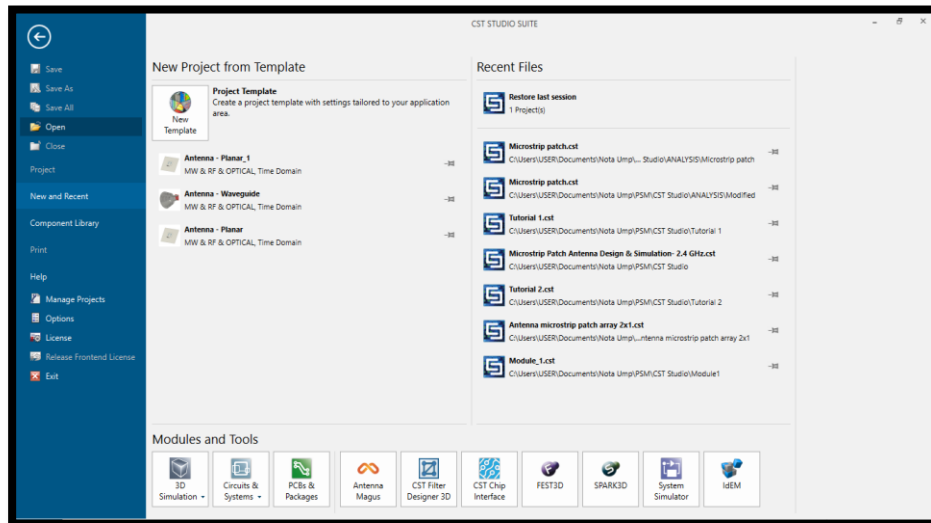 CST STUDIO SUITE
Save
Save As
Save All
Open
Close
Project
New and Recent
Component Library
Print
Help
Manage Projects
Options
License
Release Frontend License
Exit
New Project from Template
New
Template
Project Template
Create a project template with settings tailored to your application
area.
Antenna - Planar_1
MW & RF & OPTICAL, Time Domain
Antenna - Waveguide
MW & RF & OPTICAL, Time Domain
Antenna - Planar
MW & RF & OPTICAL, Time Domain
Recent Files
Restore last session
1 Project(s)
Microstrip patch.cst
C:\Users\USER\Documents\Nota Ump\... Studio\ANALYSIS\Microstrip patch
Microstrip patch.cst
C:\Users\USER\Documents\Nota Ump\PSM\CST Studio\ANALYSIS\Modified
Tutorial 1.cst
C:\Users\USER\Documents\Nota Ump\PSM\CST Studio\Tutorial 1
Microstrip Patch Antenna Design & Simulation- 2.4 GHz.cst
C:\Users\USER\Documents\Nota Ump\PSM\CST Studio
Tutorial 2.cst
C:\Users\USER\Documents\Nota Ump\PSM\CST Studio\Tutorial 2
Antenna microstrip patch array 2x1.cst
C:\Users\USER\Documents\Nota Ump\...ntenna microstrip patch array 2x1
Module_1.cst
C:\Users\USER\Documents\Nota Ump\PSM\CST Studio\Module1
Modules and Tools
3D
Simulation
Circuits &
Systems
PCBs &
Packages
Antenna
Magus
CST Filter
Designer 3D
CST Chip
Interface
FEST3D
SPARK3D
System
Simulator
IdEM